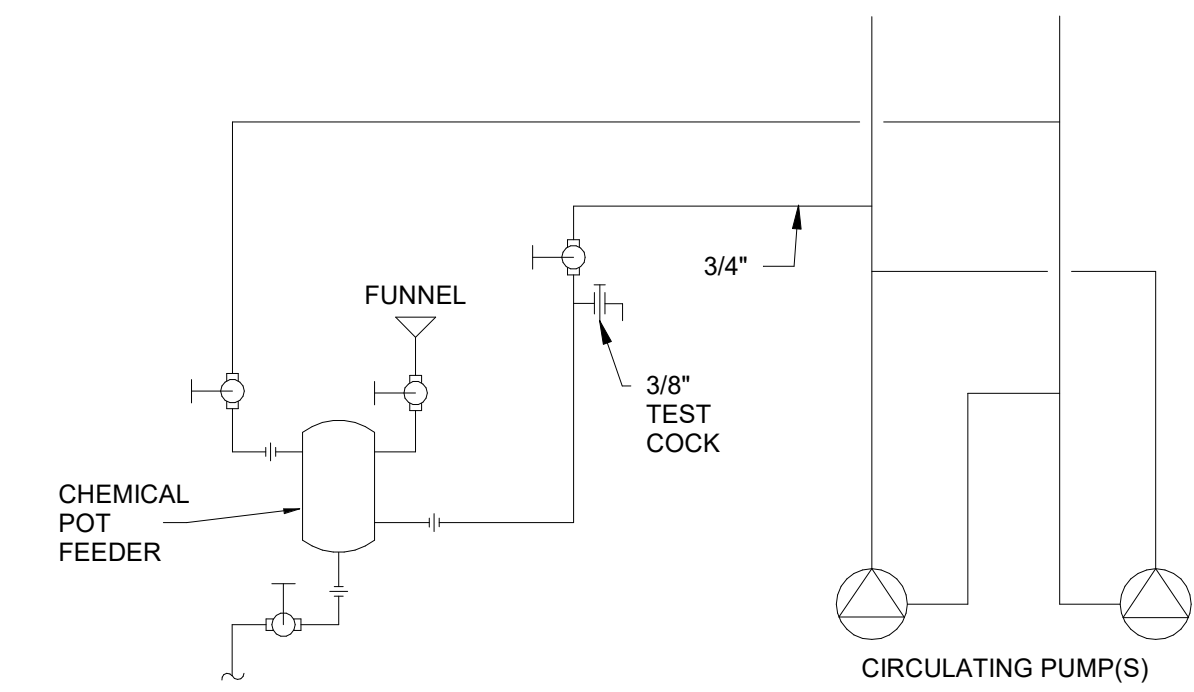 FUNNEL
3/4"
3/8"
TEST
COCK
CHEMICAL
POT
FEEDER
CIRCULATING PUMP(S)